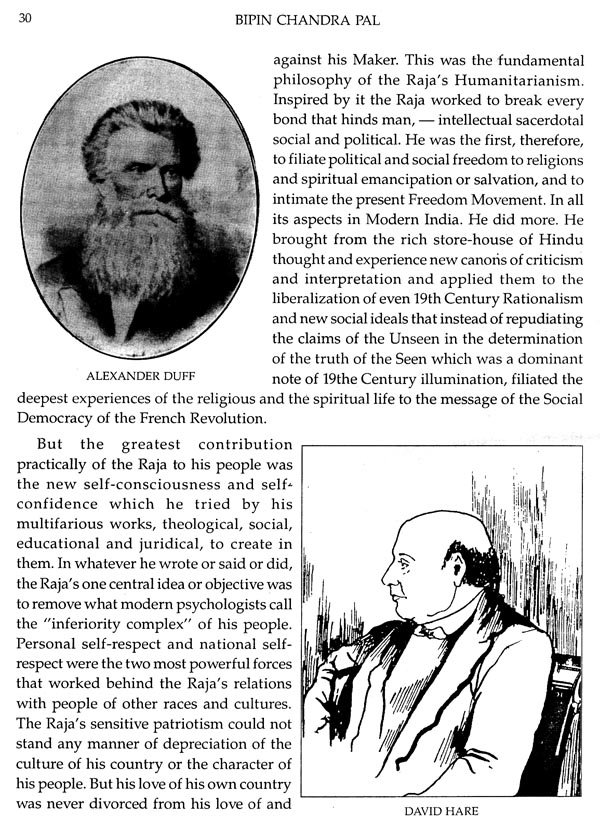 30
BIPIN CHANDRA PAL
against his Maker. This was the fundamental
philosophy of the Raja's Humanitarianism.
Inspired by it the Raja worked to break every
bond that hinds man, — intellectual sacerdotal
social and political. He was the first, therefore,
to filiate political and social freedom to religions
and spiritual emancipation or salvation, and to
intimate the present Freedom Movement. In all
its aspects in Modern India. He did more. He
brought from the rich store-house of Hindu
thought and experience new canons of criticism
and interpretation and applied them to the
liberalization of even 19th Century Rationalism
and new social ideals that instead of repudiating
the claims of the Unseen in the determination
of the truth of the Seen which was a dominant
note of 19the Century illumination, filiated the
ALEXANDER DUFF
deepest experiences of the religious and the spiritual life to the message of the Social
Democracy of the French Revolution.
But the greatest contribution
practically of the Raja to his people was
the new self-consciousness and self-
confidence which he tried by his
multifarious works, theological, social,
educational and juridical, to create in
them. In whatever he wrote or said or did,
the Raja's one central idea or objective was
to remove what modern psychologists call
the "inferiority complex" of his people.
Personal self-respect and national self-
respect were the two most powerful forces
that worked behind the Raja's relations
with people of other races and cultures.
The Raja's sensitive patriotism could not
stand any manner of depreciation of the
culture of his country or the character of
his people. But his love of his own country
was never divorced from his love of and
DAVID HARE